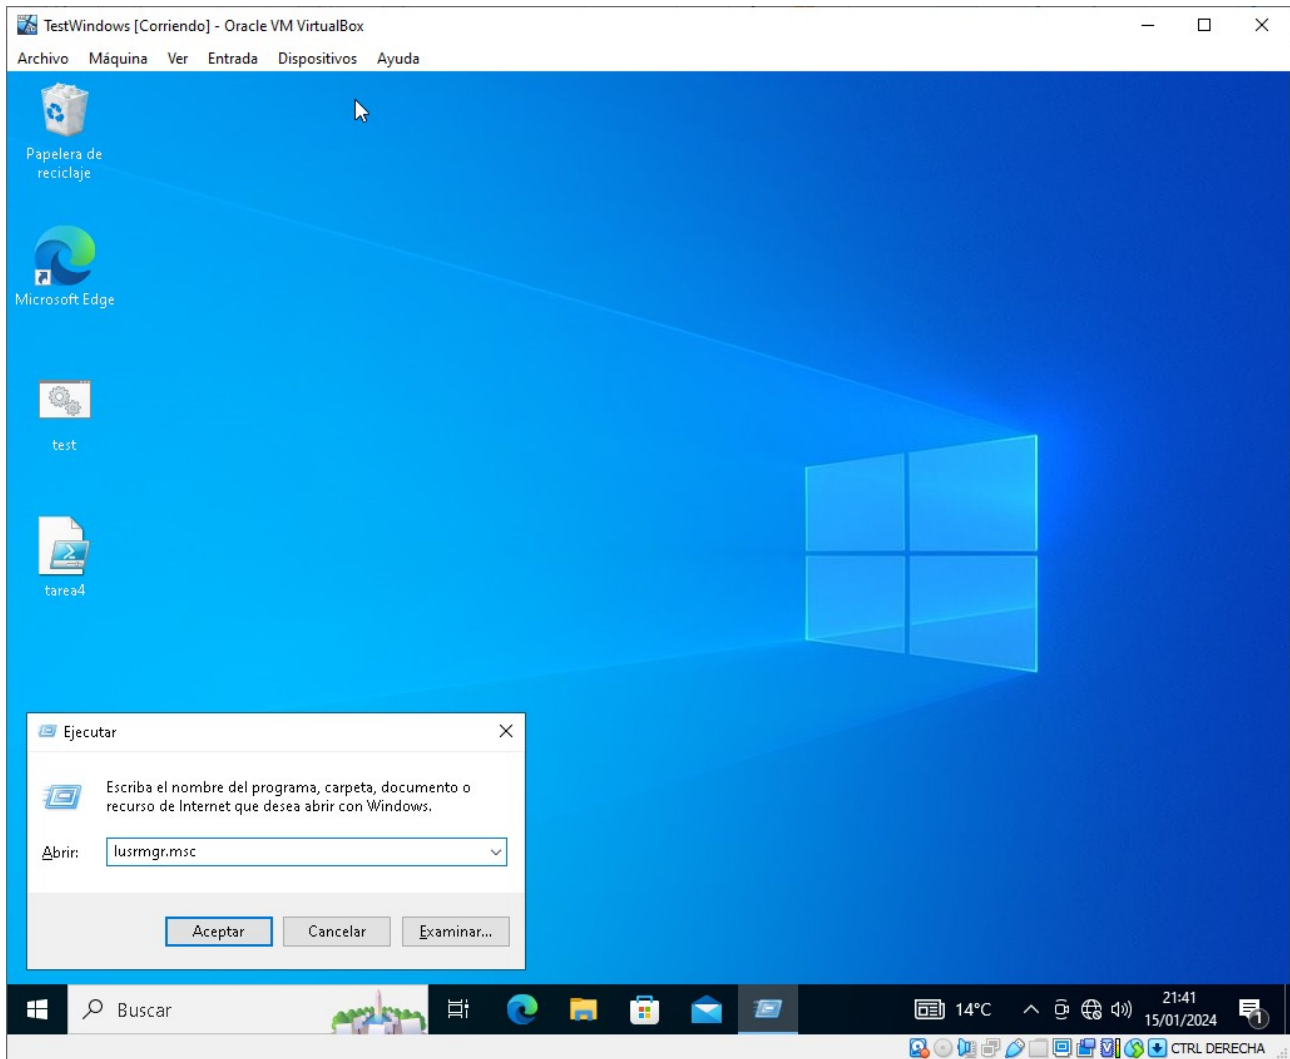 TestWindows [Corriendo] - Oracle VM VirtualBox
Archivo Máquina Ver Entrada Dispositivos Ayuda
Papelera de
reciclaje
Microsoft Edge
test
tarea4
Ejecutar
Escriba el nombre del programa, carpeta, documento o
recurso de Internet que desea abrir con Windows.
Abrir: lusrmgr.msc
Aceptar Cancelar Examinar...
Buscar 14°C 21:41
15/01/2024 1
CTRL DERECHA